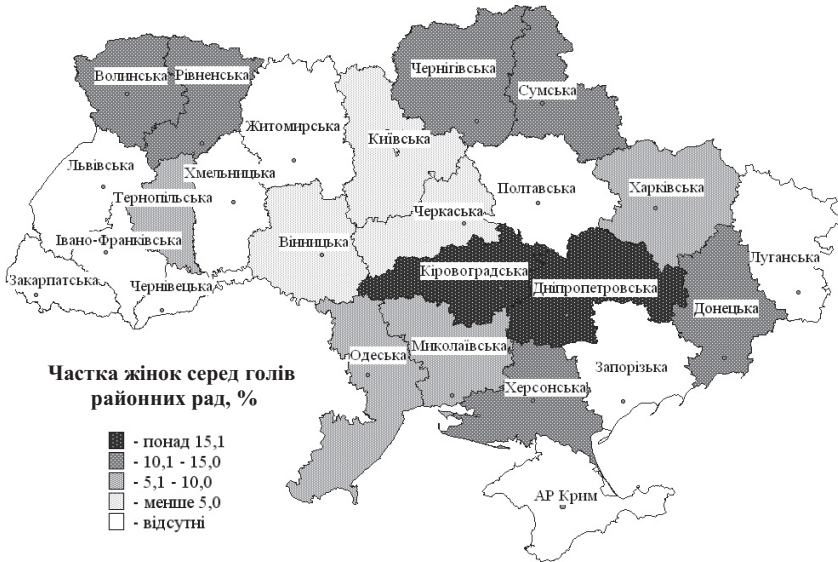 Волинська
Рівненська
Чернігівська
Сумська
Житомирська
Київська
Львівська
Хмельницька
Тернопільська
Полтавська
Харківська
Черкаська
Вінницька
Івано-Франківська
Луганська
Закарпатська
Чернівецька
Кіровоградська
Дніпропетровська
Донецька
Одеська
Миколаївська
Запорізька
Херсонська
АР Крим
Частка жінок серед голів
районних рад, %
- понад 15,1
- 10,1 - 15,0
- 5,1 - 10,0
- менше 5,0
- відсутні